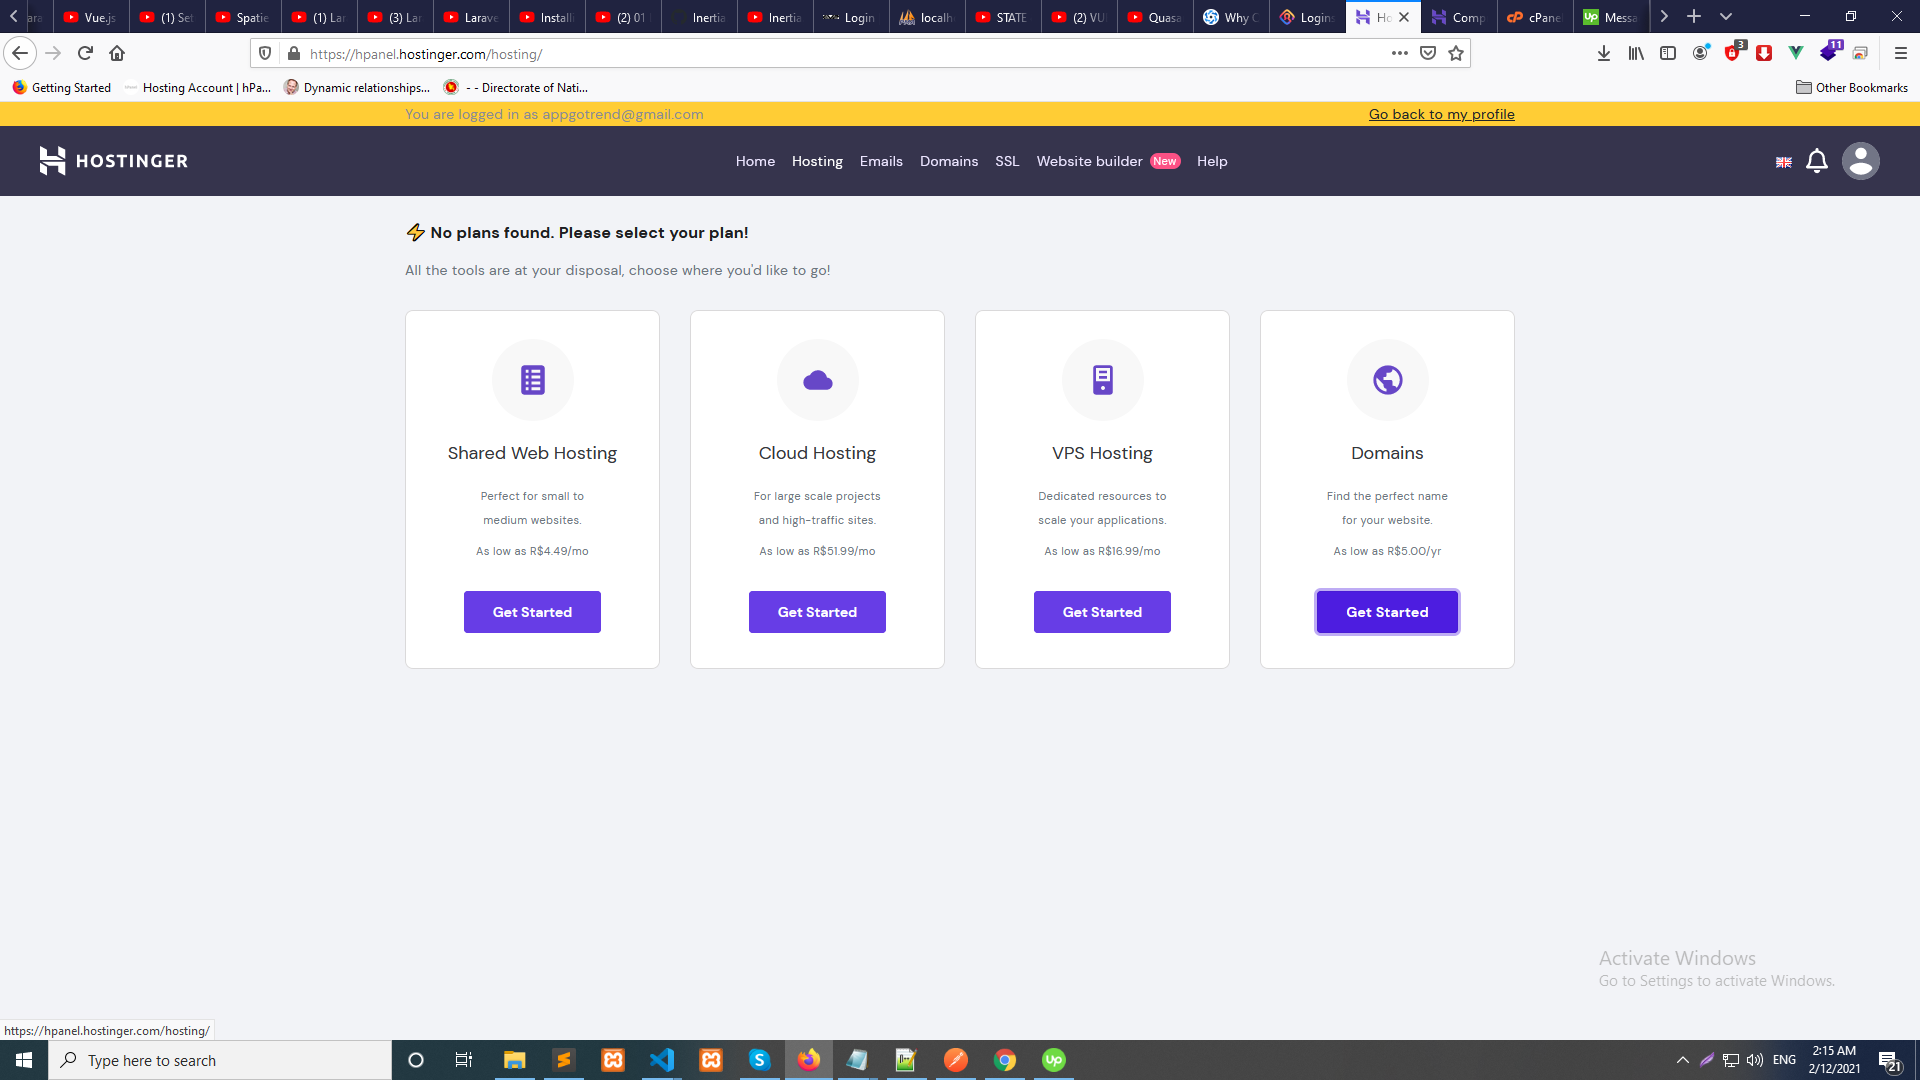 Vue.js
(1) Set
Spatie
(1) Lar
(3) Lar
Larave
Install
(2) 01
Inertia
Inertia
Login
localh
STATE
(2) VU
Quasa
Why C
Logins
Ho
Comp
cPane
Messa
https://hpanel.hostinger.com/hosting/
3
11
Getting Started
Hosting Account | hPa...
Dynamic relationships...
- - Directorate of Nati...
Other Bookmarks
You are logged in as appgotrend@gmail.com
Go back to my profile
HOSTINGER
Home
Hosting
Emails
Domains
SSL
Website builder New
Help
⚡ No plans found. Please select your plan!
All the tools are at your disposal, choose where you'd like to go!
Shared Web Hosting
Perfect for small to
medium websites.
As low as R$4.49/mo
Get Started
Cloud Hosting
For large scale projects
and high-traffic sites.
As low as R$51.99/mo
Get Started
VPS Hosting
Dedicated resources to
scale your applications.
As low as R$16.99/mo
Get Started
Domains
Find the perfect name
for your website.
As low as R$5.00/yr
Get Started
Activate Windows
Go to Settings to activate Windows.
https://hpanel.hostinger.com/hosting/
Type here to search
ENG
2:15 AM
2/12/2021
21